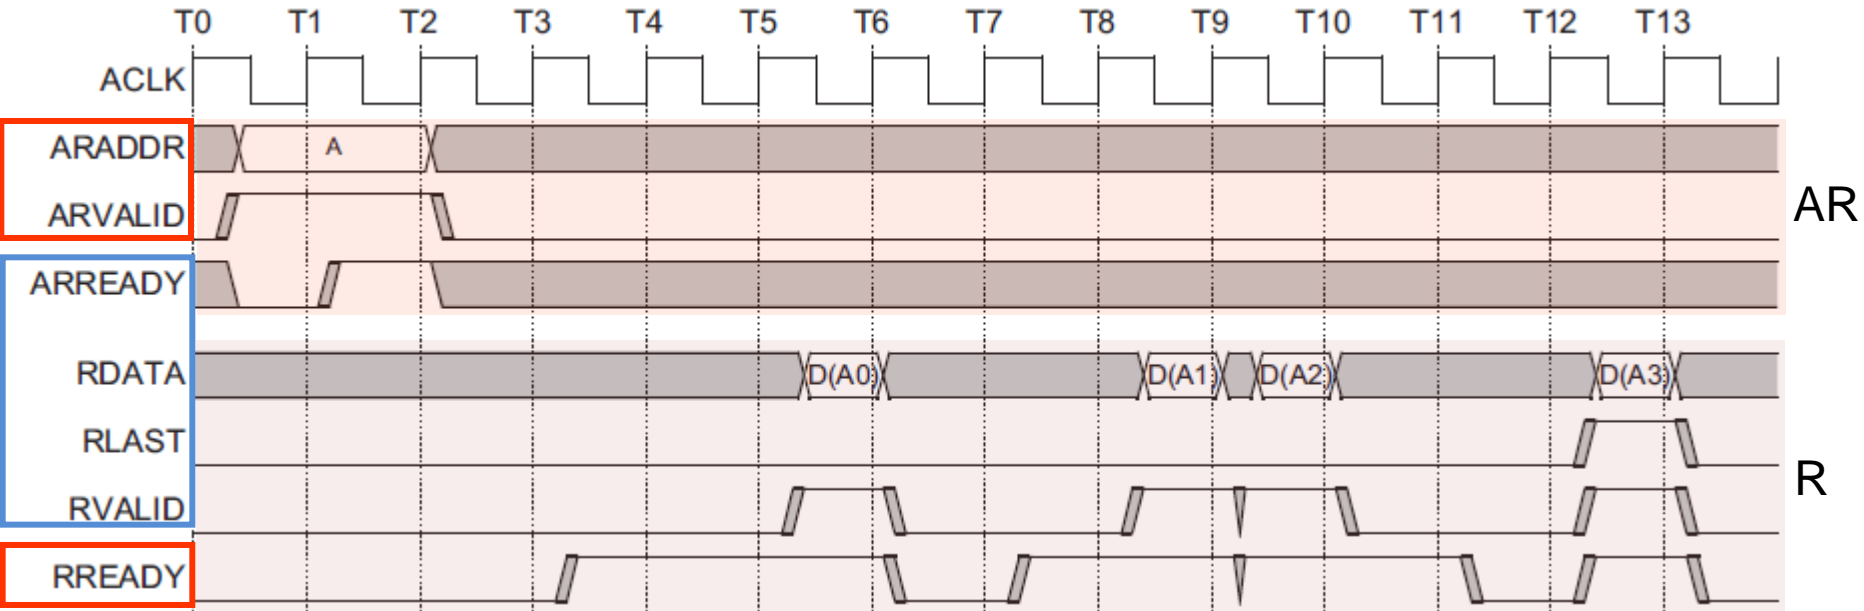 T0 T1 T2 T3 T4 T5 T6 T7 T8 T9 T10 T11 T12 T13
ACLK
ARADDR A
ARVALID
AR
ARREADY
RDATA D(A0) D(A1) D(A2) D(A3)
RLAST
R
RVALID
RREADY